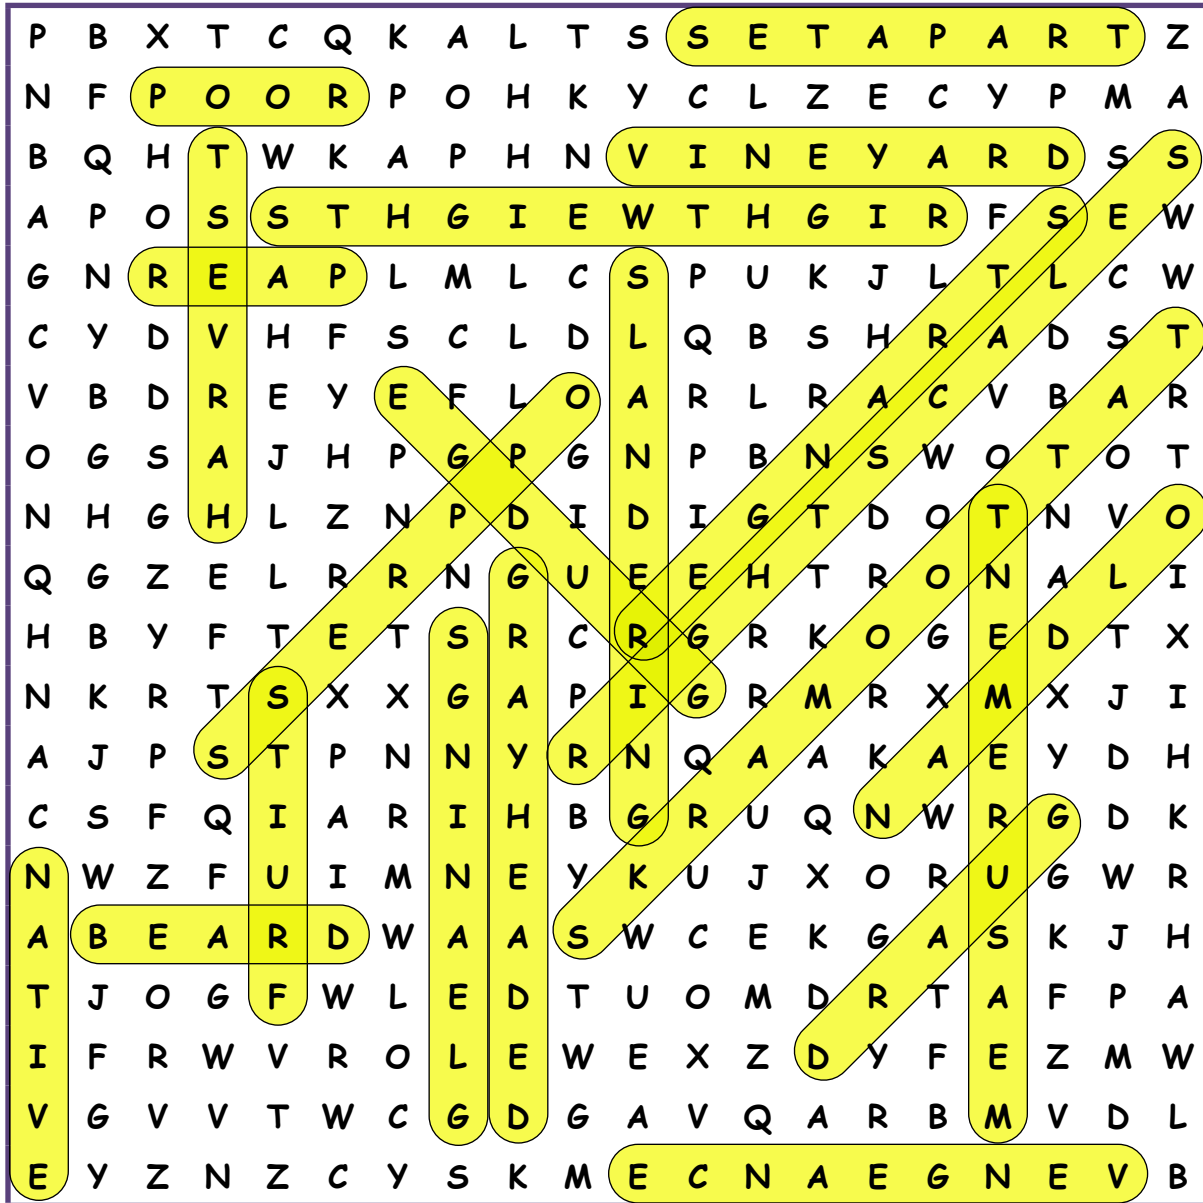 P B X T C Q K A L T S S E T A P A R T Z
N F P O O R P O H K Y C L Z E C Y P M A
B Q H T W K A P H N V I N E Y A R D S S
A P O S S T H G I E W T H G I R F S E W
G N R E A P L M L C S P U K J L T L C W
C Y D V H F S C L D L Q B S H R A D S T
V B D R E Y E F L O A R L R A C V B A R
O G S A J H P G P G N P B N S W O T O T
N H G H L Z N P D I D I G T D O T N V O
Q G Z E L R R N G U E E H T R O N A L I
H B Y F T E T S R C R G R K O G E D T X
N K R T S X X G A P I G R M R X M X J I
A J P S T P N N Y R N Q A A K A E Y D H
C S F Q I A R I H B G R U Q N W R G D K
N W Z F U I M N E Y K U J X O R U G W R
A B E A R D W A A S W C E K G A S K J H
T J O G F W L E D T U O M D R T A F P A
I F R W V R O L E W E X Z D Y F E Z M W
V G V V T W C G D G A V Q A R B M V D L
E Y Z N Z C Y S K M E C N A E G N E V B